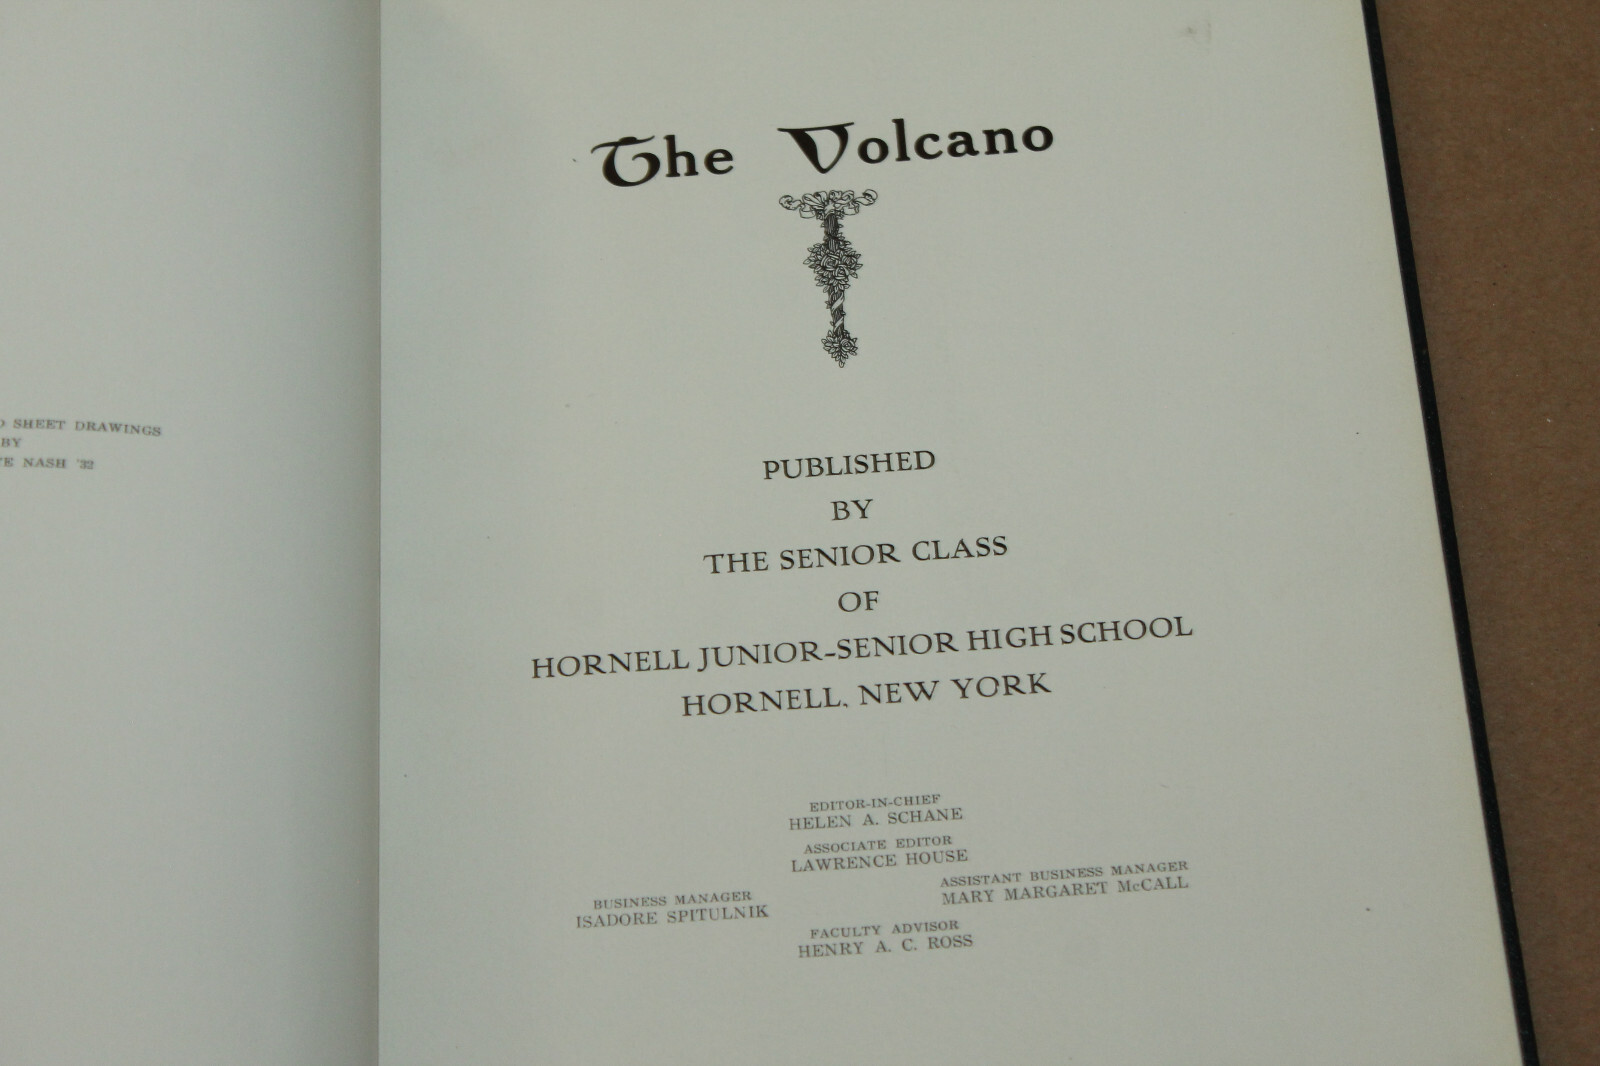 SHEET DRAWINGS
BY
NASH '32
The Volcano
PUBLISHED
BY
THE SENIOR CLASS
OF
HORNELL JUNIOR-SENIOR HIGH SCHOOL
HORNELL, NEW YORK
EDITOR-IN-CHIEF
HELEN A. SCHANE
ASSOCIATE EDITOR
LAWRENCE HOUSE
BUSINESS MANAGER
ISADORE SPITULNIK
ASSISTANT BUSINESS MANAGER
MARY MARGARET McCALL
FACULTY ADVISOR
HENRY A. C. ROSS